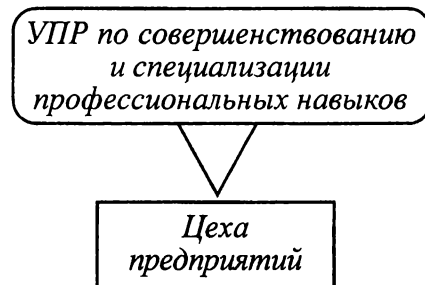 УПР по совершенствованию
и специализации
профессиональных навыков
Цеха
предприятий